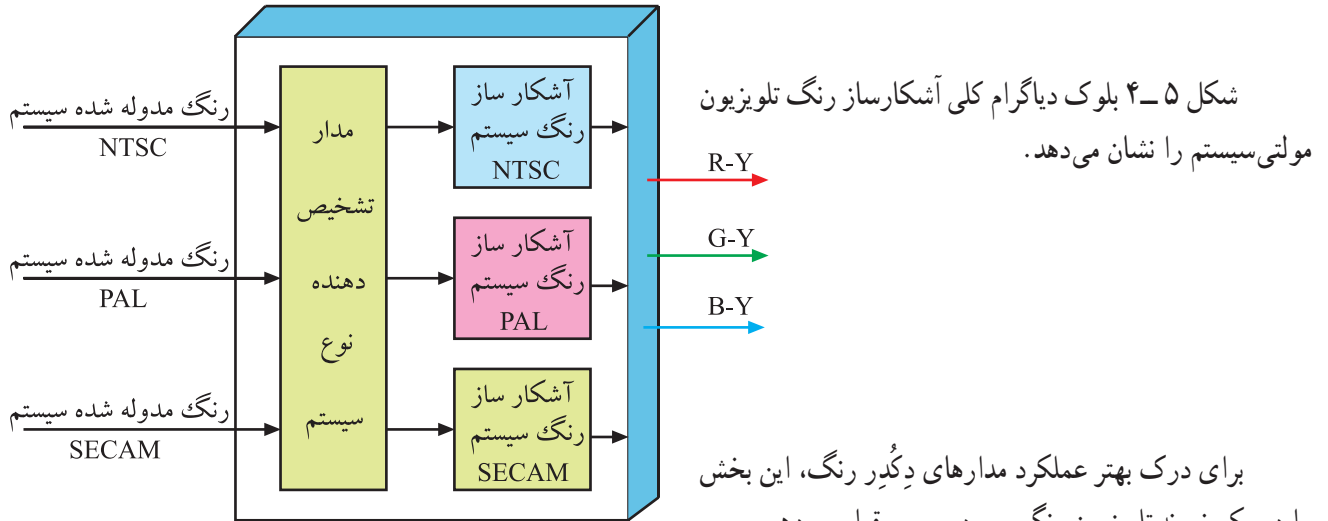 شکل ۵ ــ۴ بلوک دیاگرام کلی آشکارساز رنگ تلویزیون
مولتی‌سیستم را نشان می‌دهد.
رنگ مدوله شده سیستم
NTSC
رنگ مدوله شده سیستم
PAL
رنگ مدوله شده سیستم
SECAM
مدار
تشخیص
دهنده
نوع
سیستم
آشکار ساز
رنگ سیستم
NTSC
آشکار ساز
رنگ سیستم
PAL
آشکار ساز
رنگ سیستم
SECAM
R-Y
G-Y
B-Y
برای درک بهتر عملکرد مدارهای دِکُدِر رنگ، این بخش